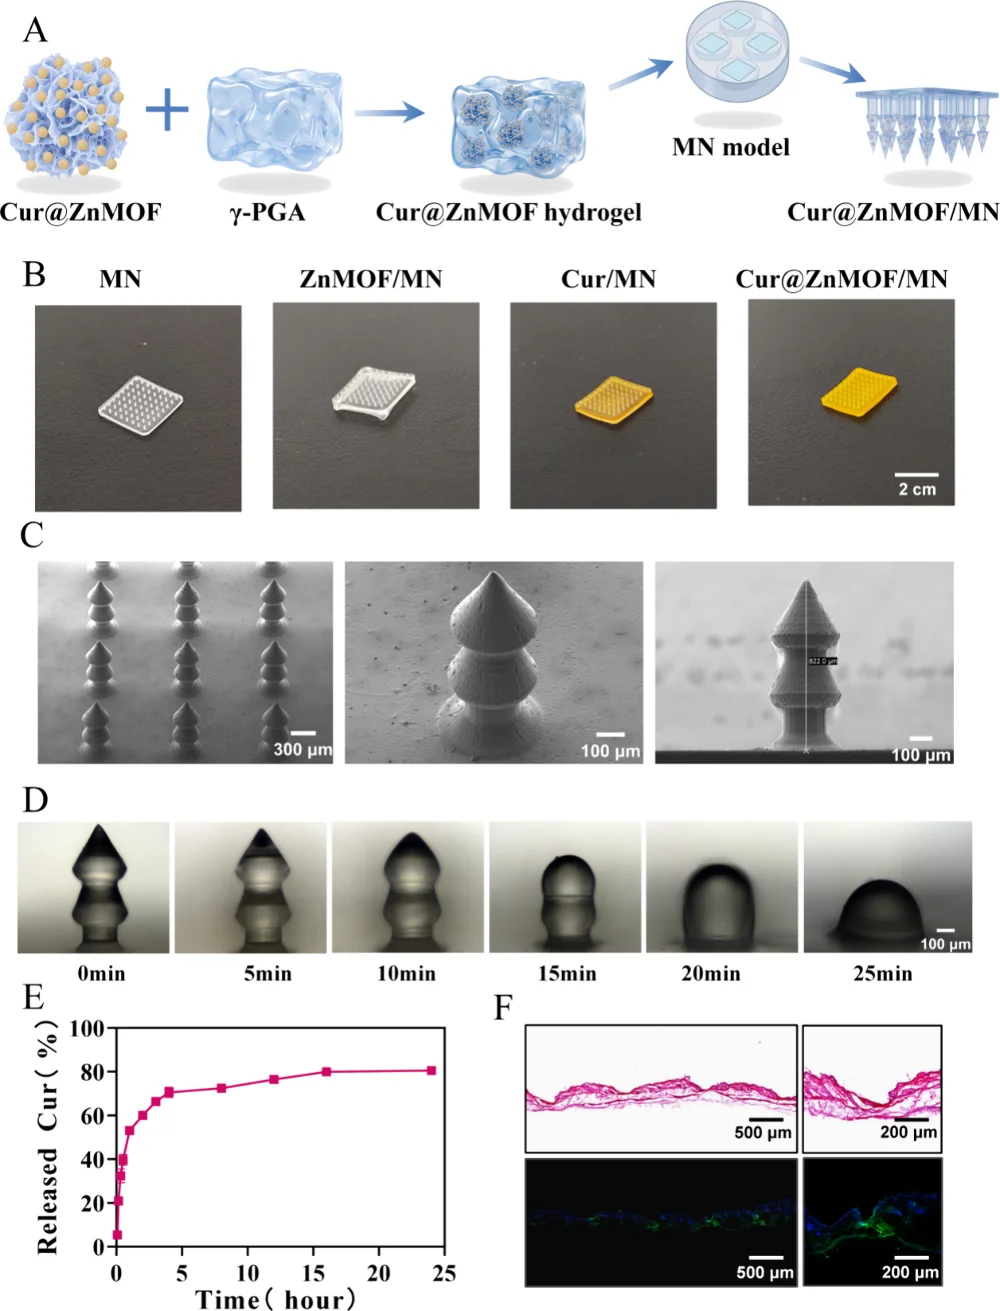 A
Cur@ZnMOF
γ-PGA
Cur@ZnMOF hydrogel
MN model
Cur@ZnMOF/MN
B
MN
ZnMOF/MN
Cur/MN
Cur@ZnMOF/MN
2 cm
C
300 µm
100 µm
822.0 µm
100 µm
D
100 µm
0min
5min
10min
15min
20min
25min
E
Released Cur( %)
100
80
60
40
20
0
0
5
10
15
20
25
Time( hour)
F
500 µm
200 µm
500 µm
200 µm